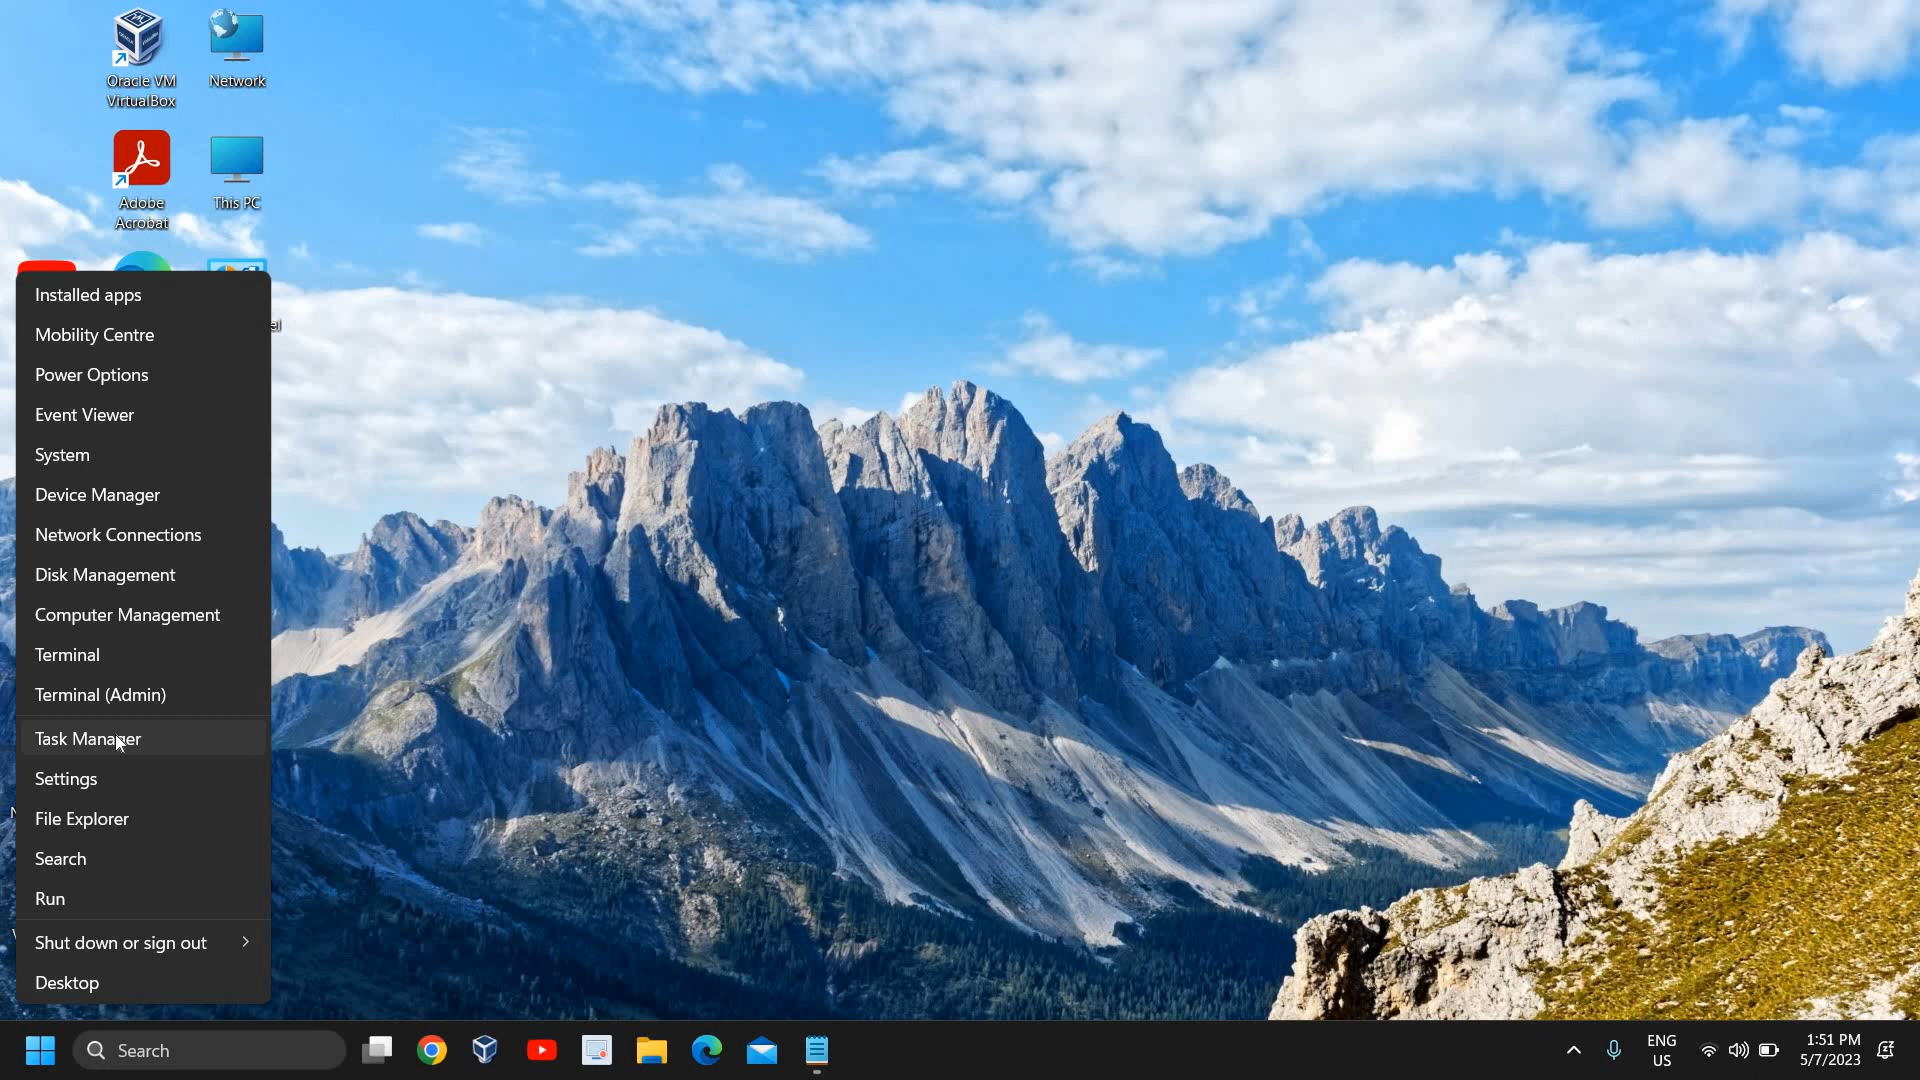 Oracle VM
VirtualBox
Network
Adobe
Acrobat
This PC
el
Installed apps
Mobility Centre
Power Options
Event Viewer
System
Device Manager
Network Connections
Disk Management
Computer Management
Terminal
Terminal (Admin)
Task Manager
Settings
File Explorer
Search
Run
Shut down or sign out
Desktop
Search
ENG
US
1:51 PM
5/7/2023